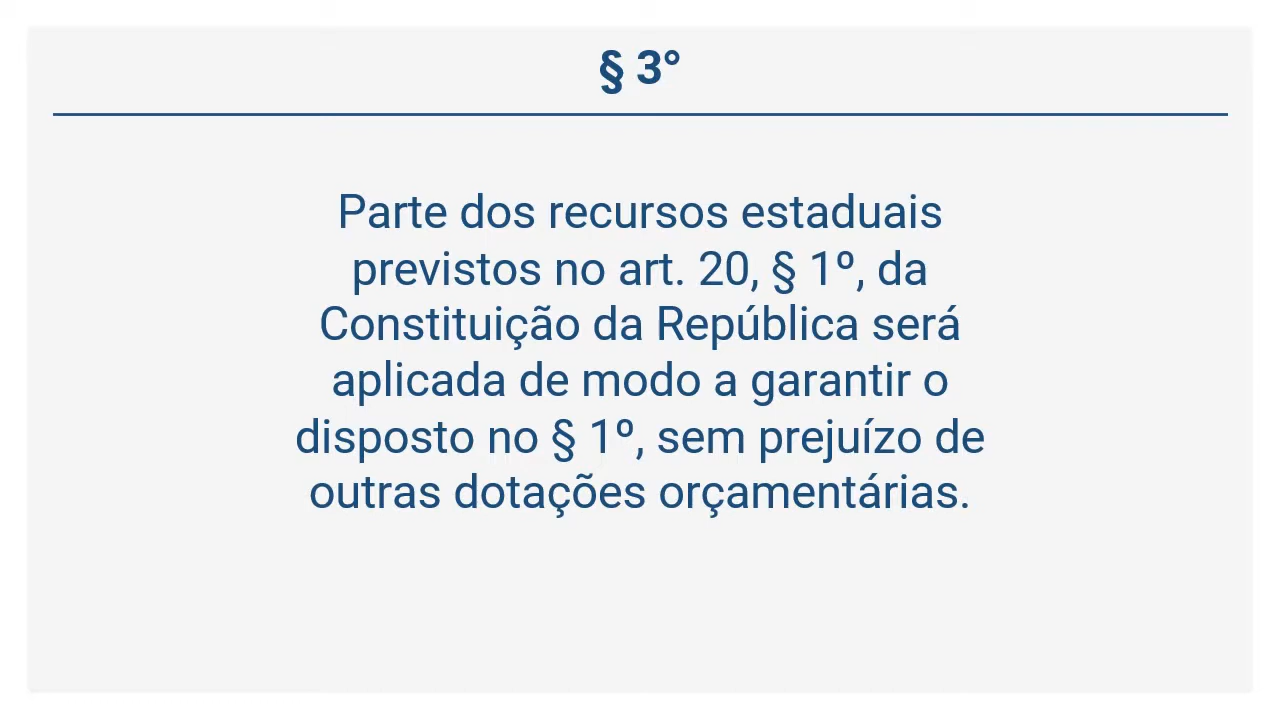 § 3°
Parte dos recursos estaduais
previstos no art. 20, § 1º, da
Constituição da República será
aplicada de modo a garantir o
disposto no § 1º, sem prejuízo de
outras dotações orçamentárias.